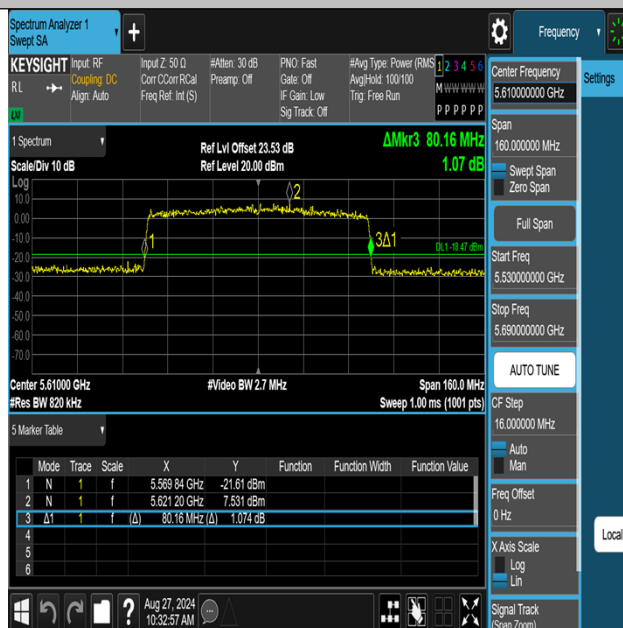 Spectrum Analyzer 1
Swept SA
+
Frequency
KEYSIGHT
RL
Input: RF
Coupling: DC
Align: Auto
Input Z: 50 Ω
Corr CCorr RCal
Freq Ref: Int (S)
#Atten: 30 dB
Preamp: Off
PNO: Fast
Gate: Off
IF Gain: Low
Sig Track: Off
#Avg Type: Power (RMS
Avg|Hold: 100/100
Trig: Free Run
1 2 3 4 5 6
M W W W W W
P P P P P P
1 Spectrum
Scale/Div 10 dB
Ref Lvl Offset 23.53 dB
Ref Level 20.00 dBm
ΔMkr3 80.16 MHz
1.07 dB
Log
10.0
0.00
-10.0
-20.0
-30.0
-40.0
-50.0
-60.0
-70.0
1
2
3Δ1
DL1 -18.47 dBm
Center 5.61000 GHz
#Video BW 2.7 MHz
Span 160.0 MHz
#Res BW 820 kHz
Sweep 1.00 ms (1001 pts)
5 Marker Table
Mode Trace Scale X Y Function Function Width Function Value
1 N 1 f 5.569 84 GHz -21.61 dBm
2 N 1 f 5.621 20 GHz 7.531 dBm
3 Δ1 1 f (Δ) 80.16 MHz (Δ) 1.074 dB
4
5
6
?
Aug 27, 2024
10:32:57 AM
Center Frequency
5.610000000 GHz
Span
160.000000 MHz
Swept Span
Zero Span
Full Span
Start Freq
5.530000000 GHz
Stop Freq
5.690000000 GHz
AUTO TUNE
CF Step
16.000000 MHz
Auto
Man
Freq Offset
0 Hz
X Axis Scale
Log
Lin
Signal Track
(Span Zoom)
Settings
Local